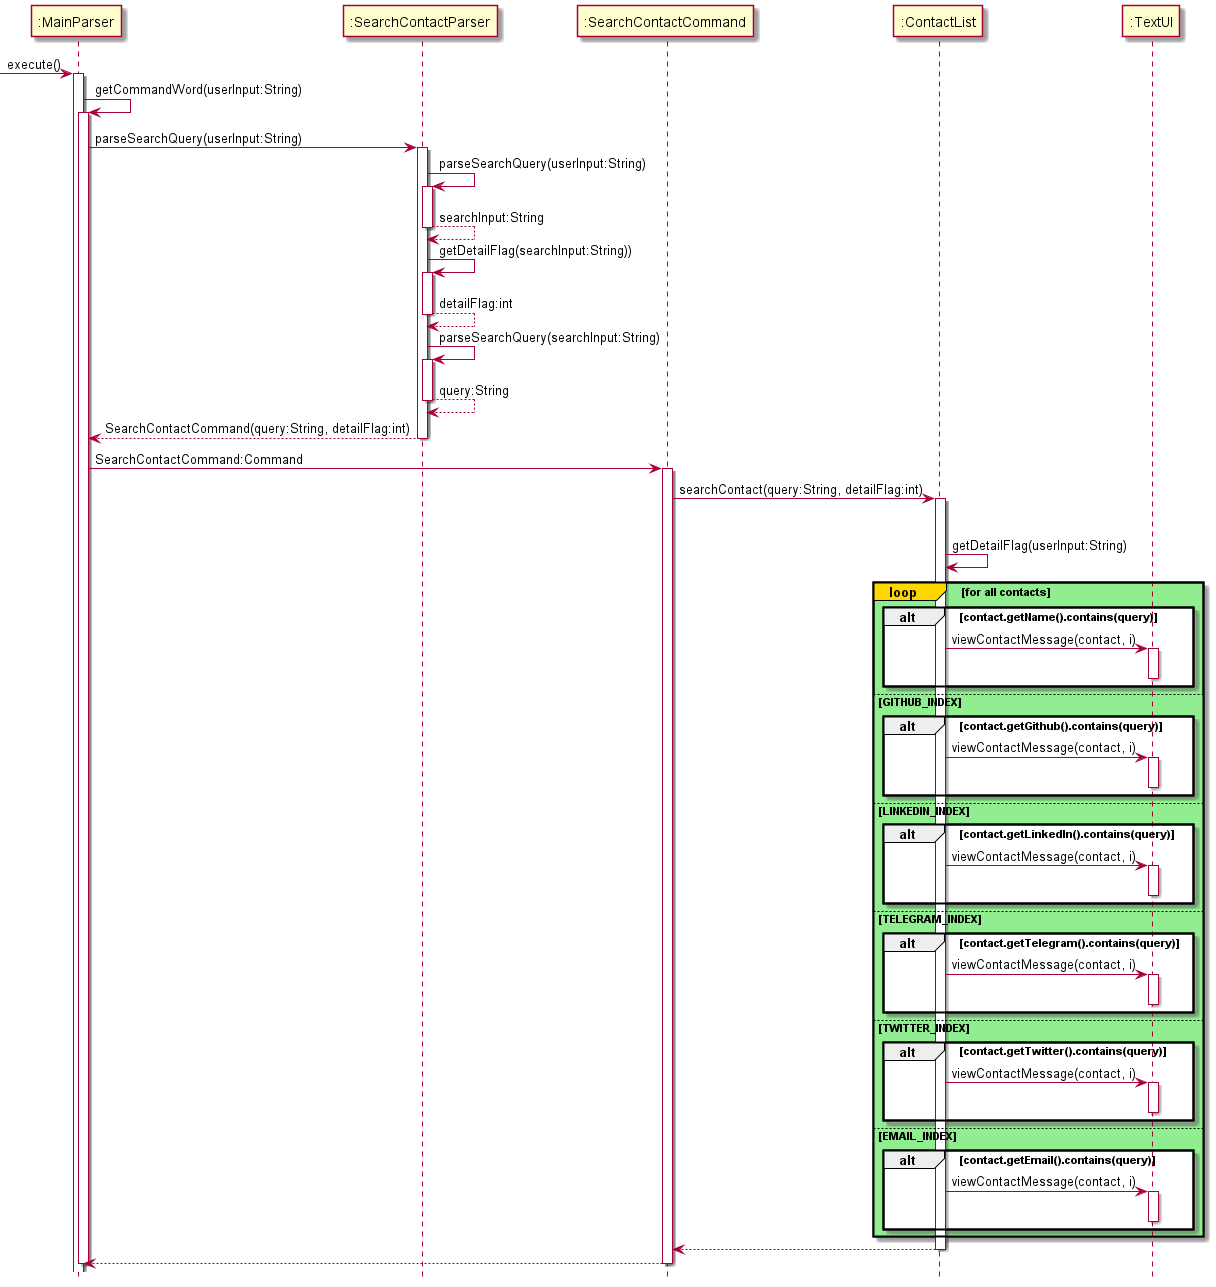 :MainParser
:SearchContactParser
:SearchContactCommand
:ContactList
:TextUI
execute()
getCommandWord(userInput:String)
parseSearchQuery(userInput:String)
parseSearchQuery(userInput:String)
searchInput:String
getDetailFlag(searchInput:String))
detailFlag:int
parseSearchQuery(searchInput:String)
query:String
SearchContactCommand(query:String, detailFlag:int)
SearchContactCommand:Command
searchContact(query:String, detailFlag:int)
getDetailFlag(userInput:String)
loop [for all contacts]
alt [contact.getName().contains(query)]
viewContactMessage(contact, i)
[GITHUB_INDEX]
alt [contact.getGithub().contains(query)]
viewContactMessage(contact, i)
[LINKEDIN_INDEX]
alt [contact.getLinkedIn().contains(query)]
viewContactMessage(contact, i)
[TELEGRAM_INDEX]
alt [contact.getTelegram().contains(query)]
viewContactMessage(contact, i)
[TWITTER_INDEX]
alt [contact.getTwitter().contains(query)]
viewContactMessage(contact, i)
[EMAIL_INDEX]
alt [contact.getEmail().contains(query)]
viewContactMessage(contact, i)